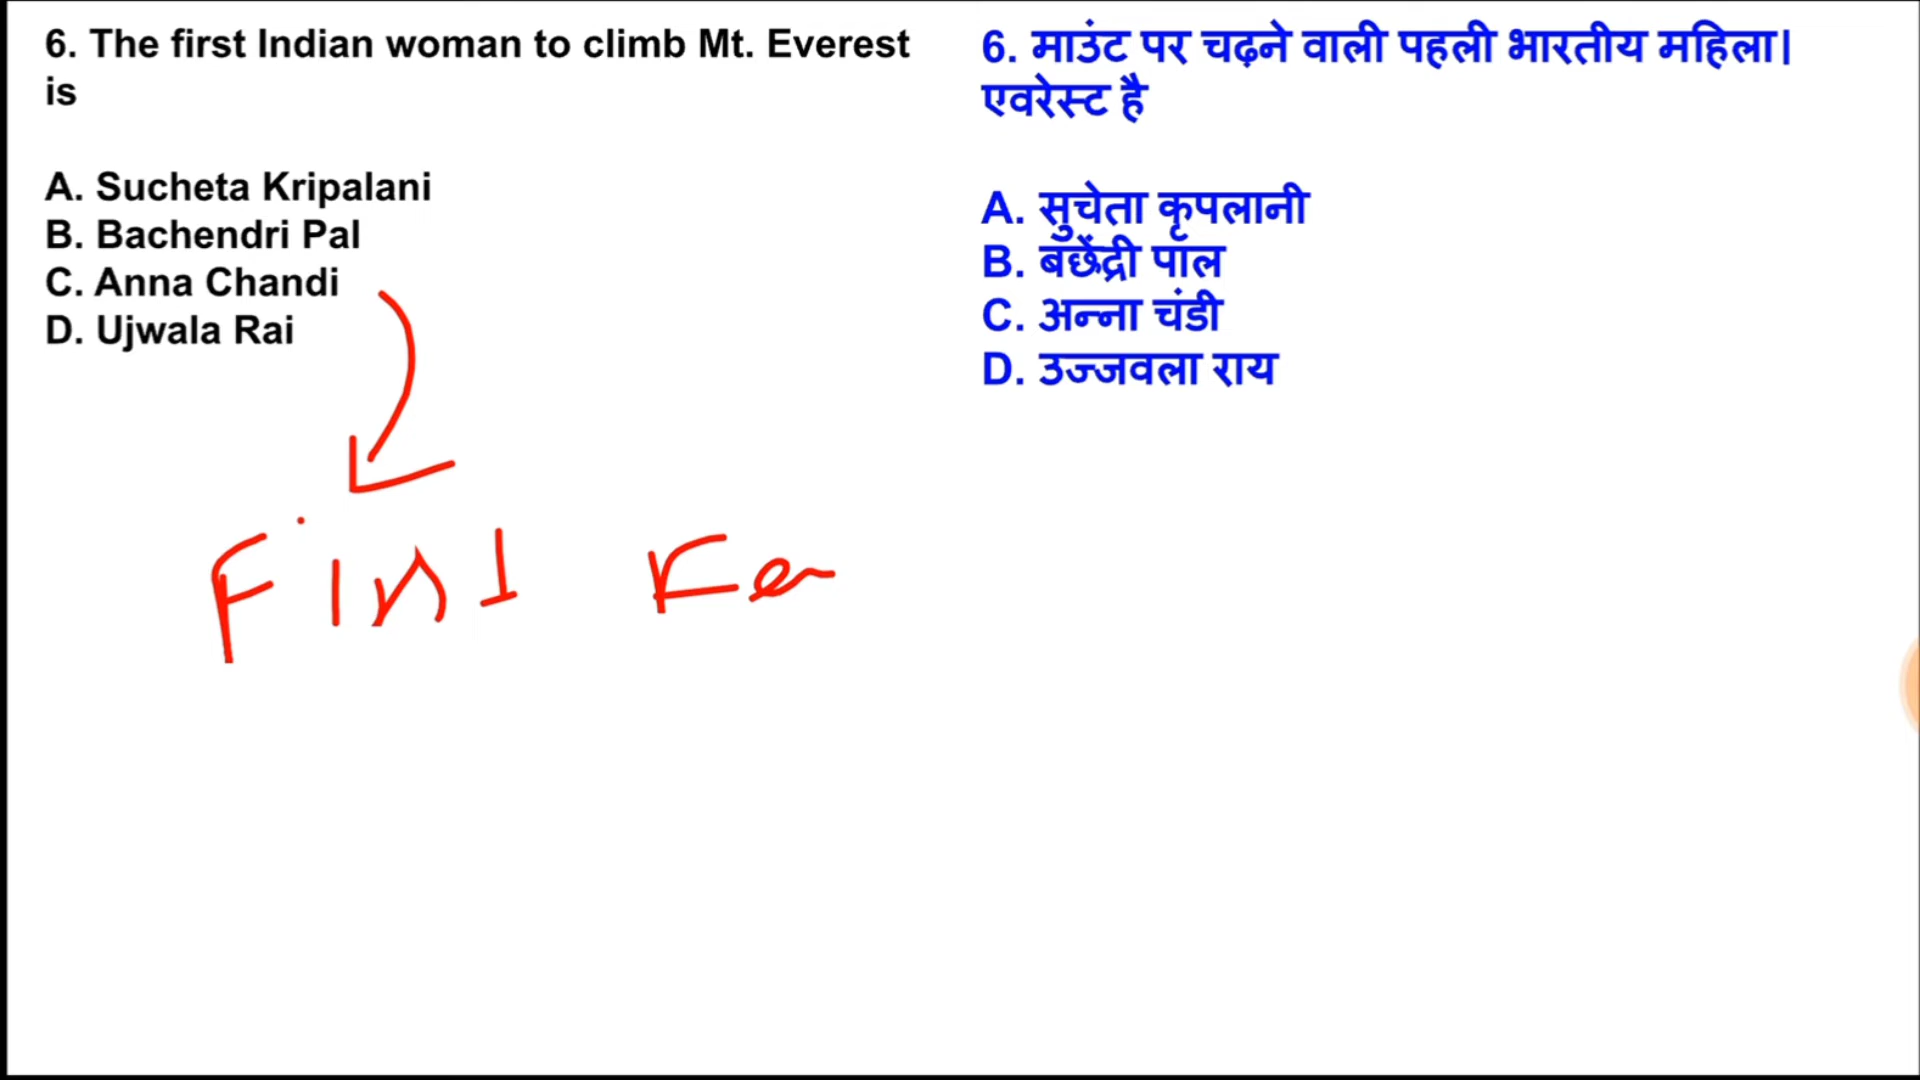 6. The first Indian woman to climb Mt. Everest
is
A. Sucheta Kripalani
B. Bachendri Pal
C. Anna Chandi
D. Ujwala Rai
6. माउंट पर चढ़ने वाली पहली भारतीय महिला।
एवरेस्ट है
A. सुचेता कृपलानी
B. बछेंद्री पॉल
C. अन्ना चंडी
D. उज्जवला राय
First Fe